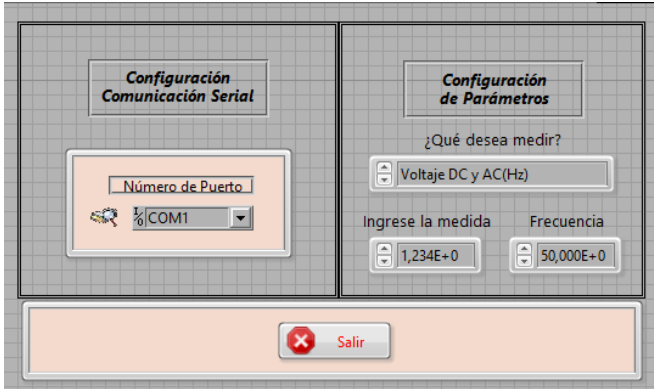 Configuración
Comunicación Serial
Número de Puerto
I/O COM1
Configuración
de Parámetros
¿Qué desea medir?
Voltaje DC y AC(Hz)
Ingrese la medida Frecuencia
1,234E+0 50,000E+0
Salir